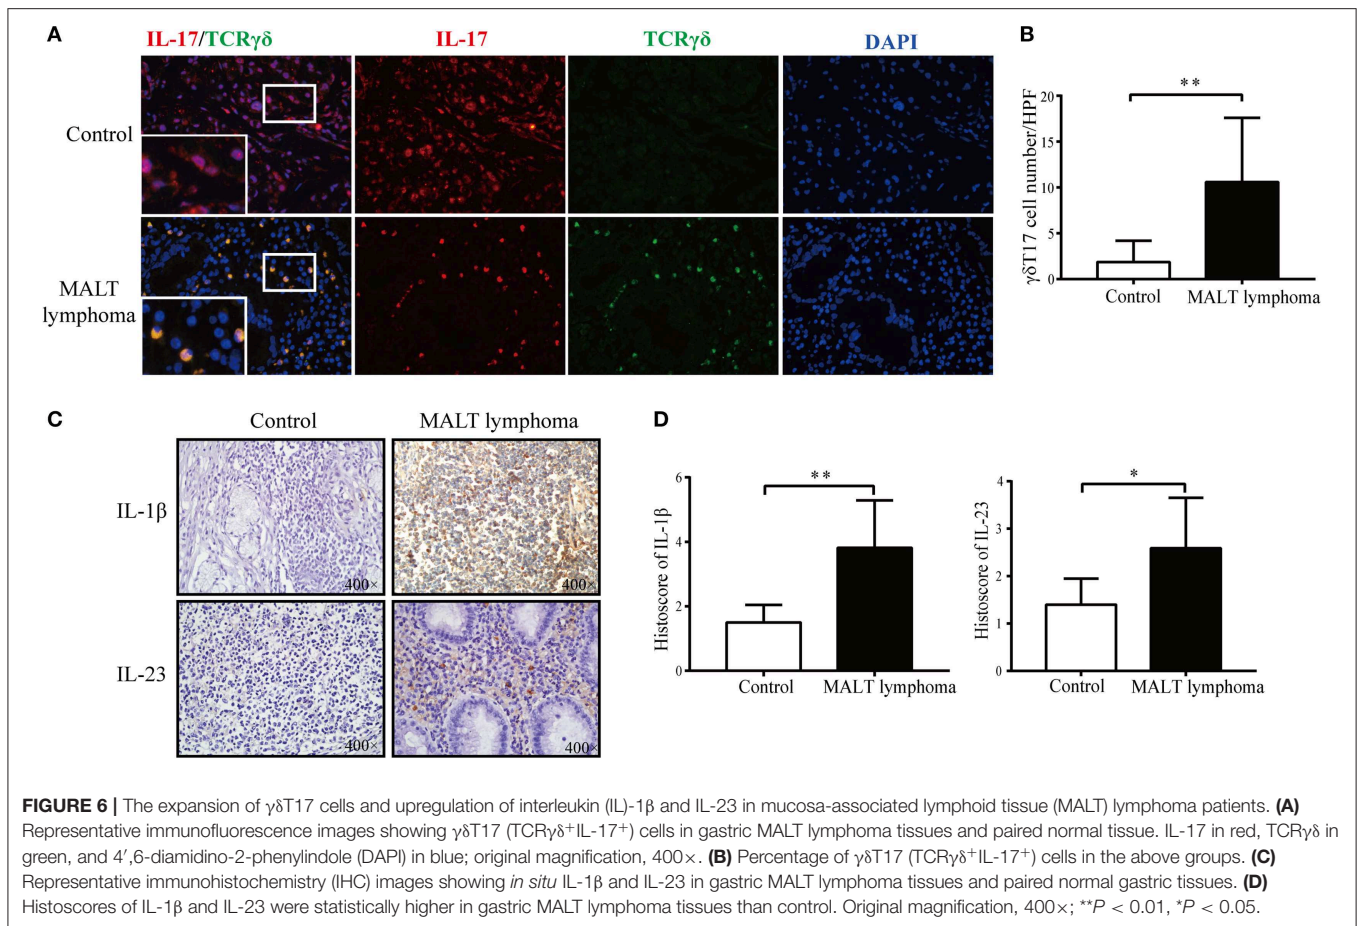 A
IL-17/TCRγδ IL-17 TCRγδ DAPI
Control
MALT
lymphoma
B
**
γδT17 cell number/HPF
20
15
10
5
0
Control MALT lymphoma
C
Control MALT lymphoma
IL-1β
400× 400×
IL-23
400× 400×
D
**
Histoscore of IL-1β
6
4
2
0
Control MALT lymphoma
*
Histoscore of IL-23
4
3
2
1
0
Control MALT lymphoma
FIGURE 6 | The expansion of γδT17 cells and upregulation of interleukin (IL)-1β and IL-23 in mucosa-associated lymphoid tissue (MALT) lymphoma patients. (A)
Representative immunofluorescence images showing γδT17 (TCRγδ⁺IL-17⁺) cells in gastric MALT lymphoma tissues and paired normal tissue. IL-17 in red, TCRγδ in
green, and 4′,6-diamidino-2-phenylindole (DAPI) in blue; original magnification, 400×. (B) Percentage of γδT17 (TCRγδ⁺IL-17⁺) cells in the above groups. (C)
Representative immunohistochemistry (IHC) images showing in situ IL-1β and IL-23 in gastric MALT lymphoma tissues and paired normal gastric tissues. (D)
Histoscores of IL-1β and IL-23 were statistically higher in gastric MALT lymphoma tissues than control. Original magnification, 400×; **P < 0.01, *P < 0.05.